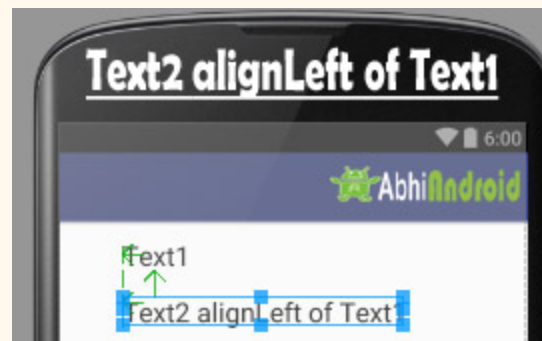 Text2 alignLeft of Text1
6:00
AbhiAndroid
Text1
Text2 alignLeft of Text1